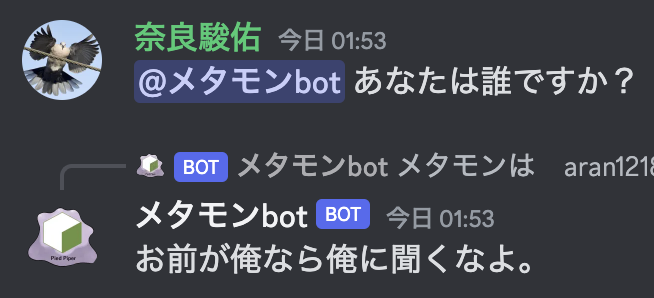 奈良駿佑 今日 01:53
@メタモンbot あなたは誰ですか？
BOT メタモンbot メタモンは aran1218
メタモンbot BOT 今日 01:53
お前が俺なら俺に聞くなよ。
Pied Piper